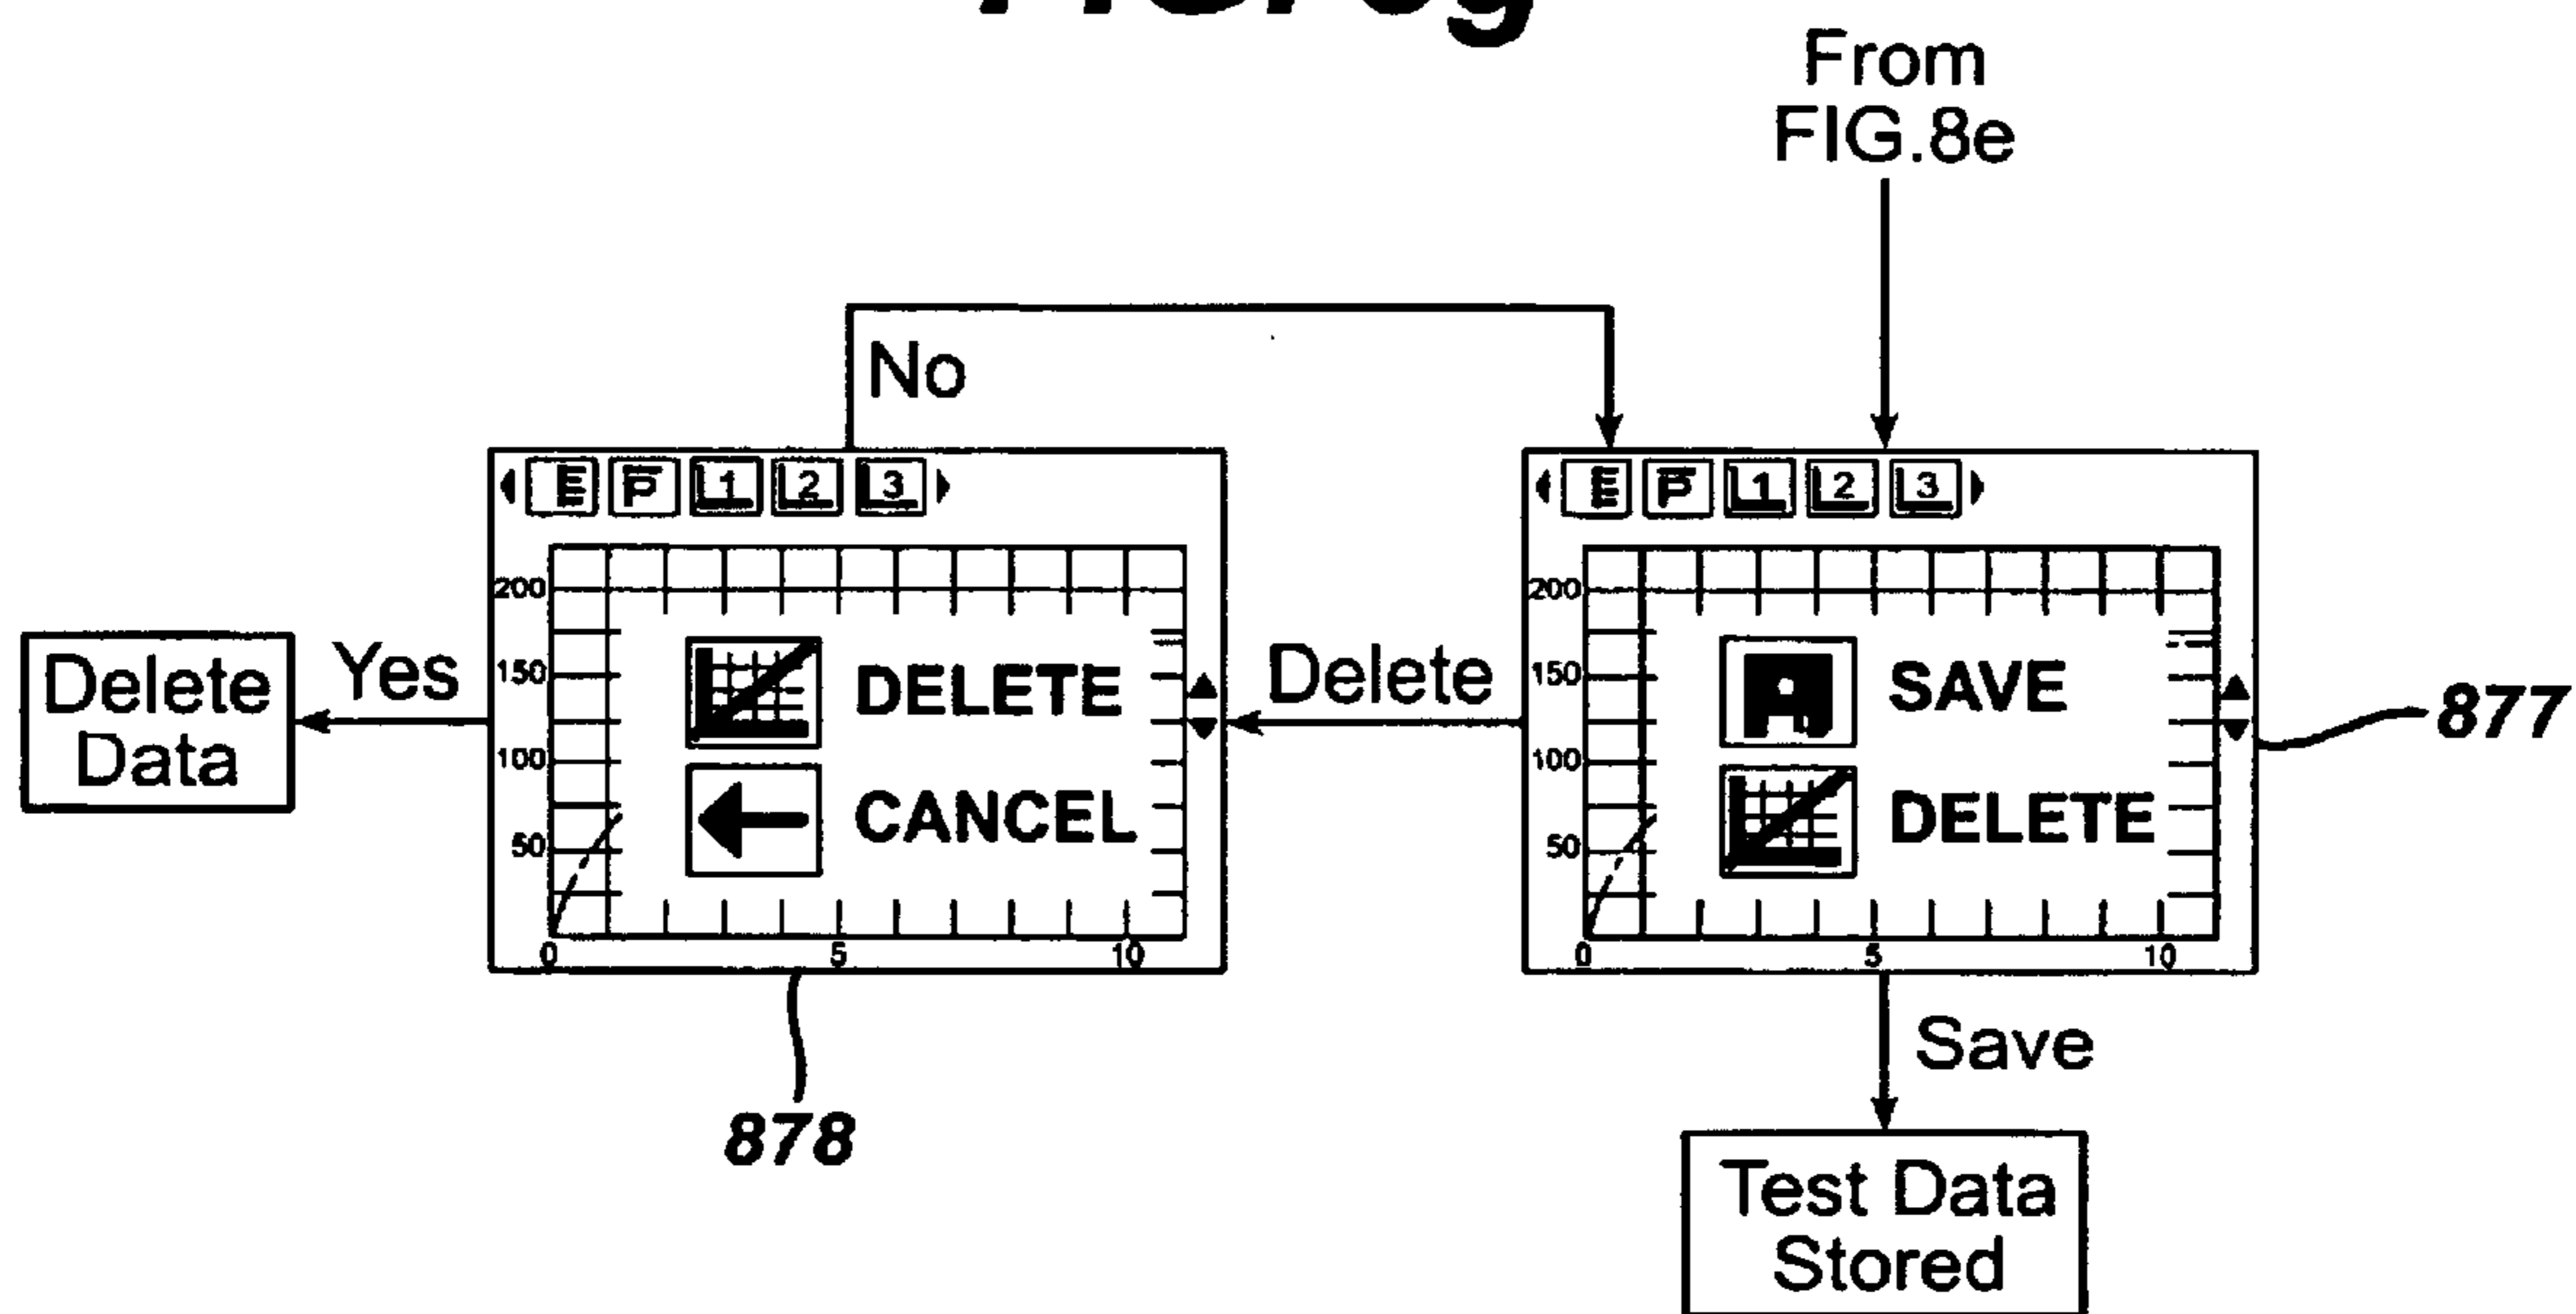 From
FIG.8e
No
E P 1 2 3
E P 1 2 3
200
150
100
50
0 5 10
DELETE
CANCEL
200
150
100
50
0 5 10
SAVE
DELETE
Delete
Data
Yes
Delete
877
878
Save
Test Data
Stored